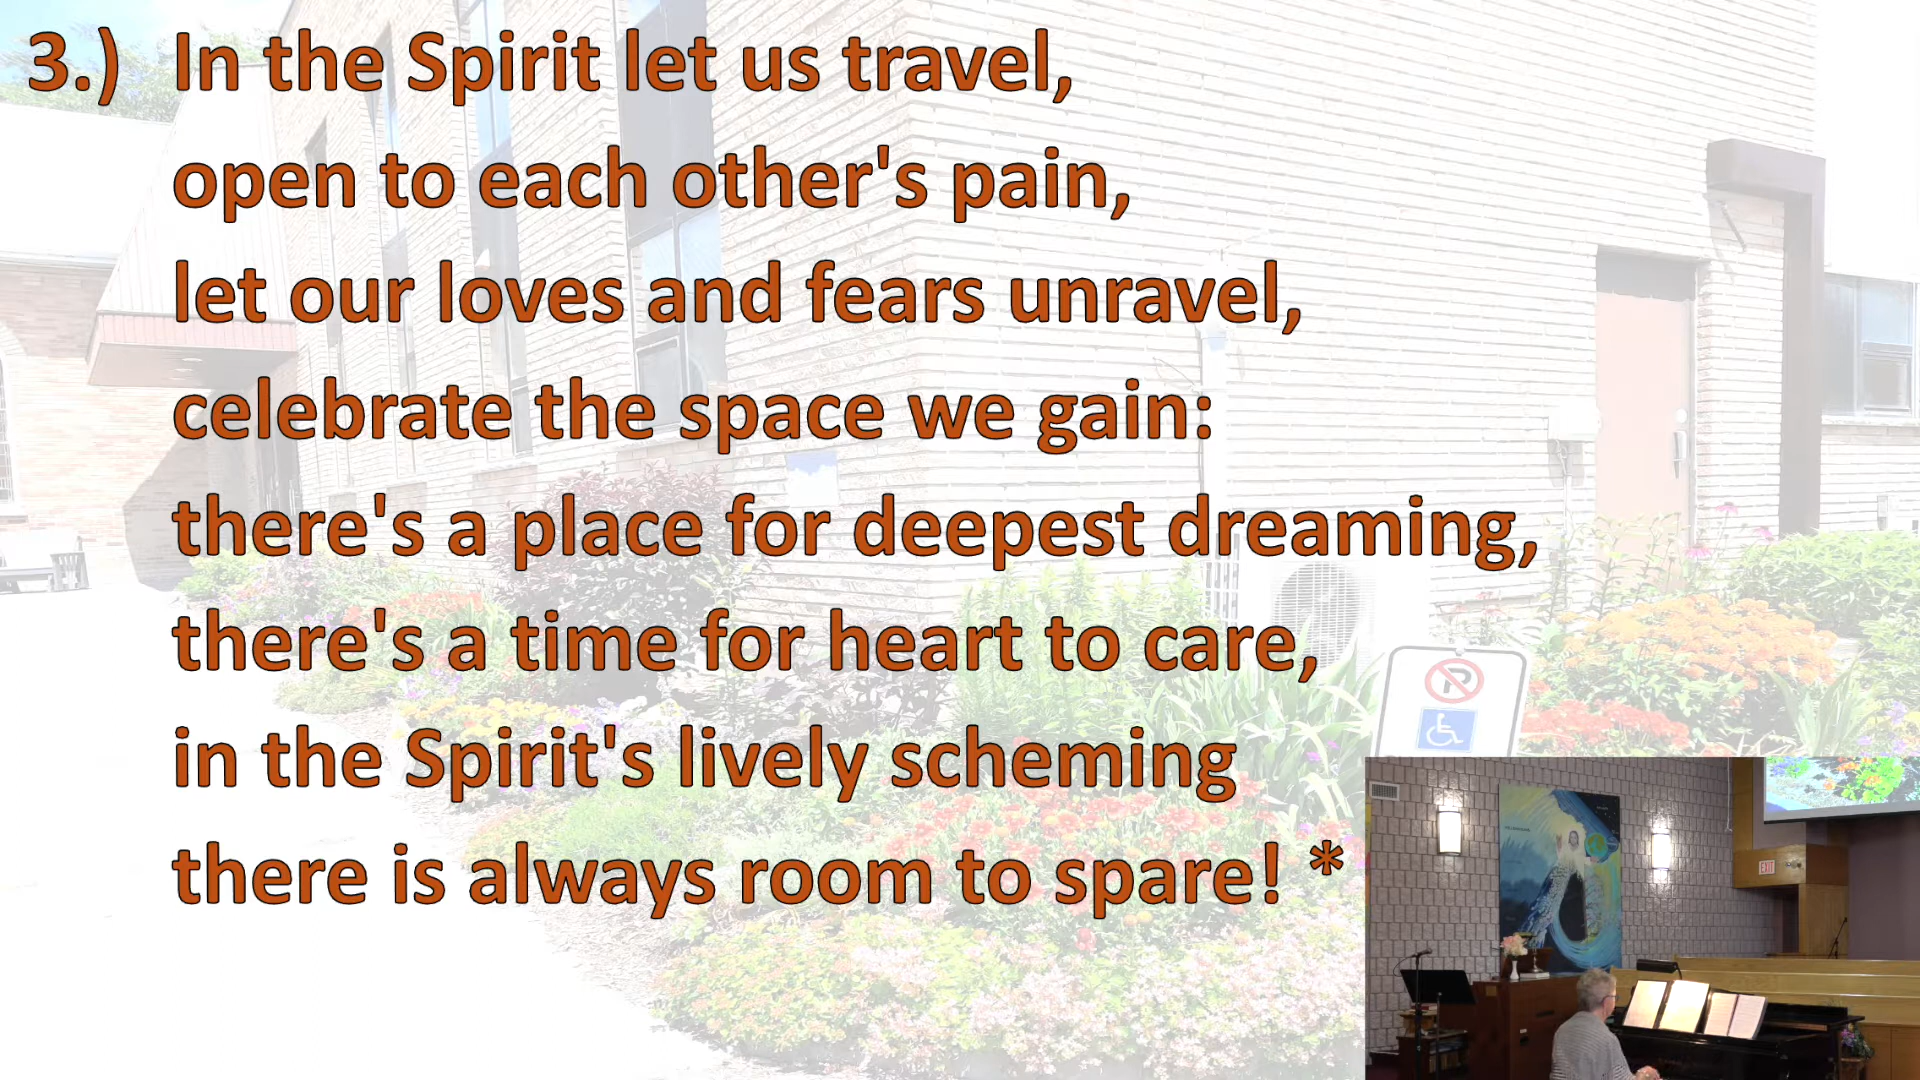 3.) In the Spirit let us travel,
open to each other's pain,
let our loves and fears unravel,
celebrate the space we gain:
there's a place for deepest dreaming,
there's a time for heart to care,
in the Spirit's lively scheming
there is always room to spare! *
P
EXIT